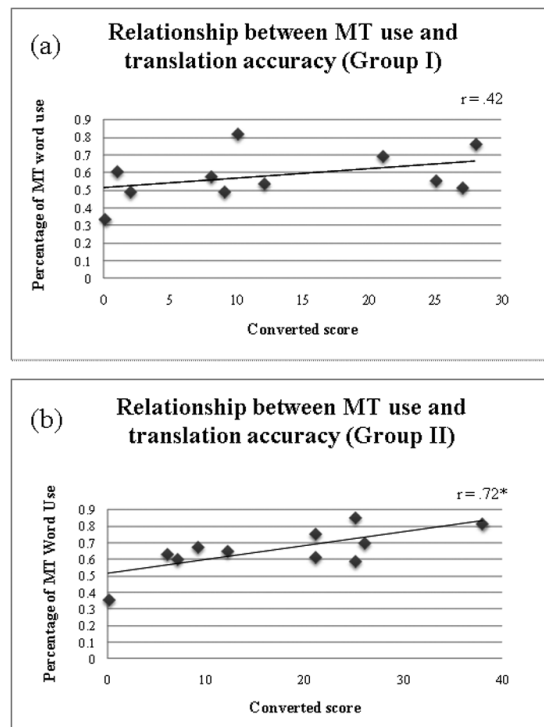 (a)
Relationship between MT use and
translation accuracy (Group I)
r = .42
Percentage of MT word use
0.9
0.8
0.7
0.6
0.5
0.4
0.3
0.2
0.1
0
0 5 10 15 20 25 30
Converted score
(b)
Relationship between MT use and
translation accuracy (Group II)
r = .72*
Percentage of MT Word Use
0.9
0.8
0.7
0.6
0.5
0.4
0.3
0.2
0.1
0
0 10 20 30 40
Converted score